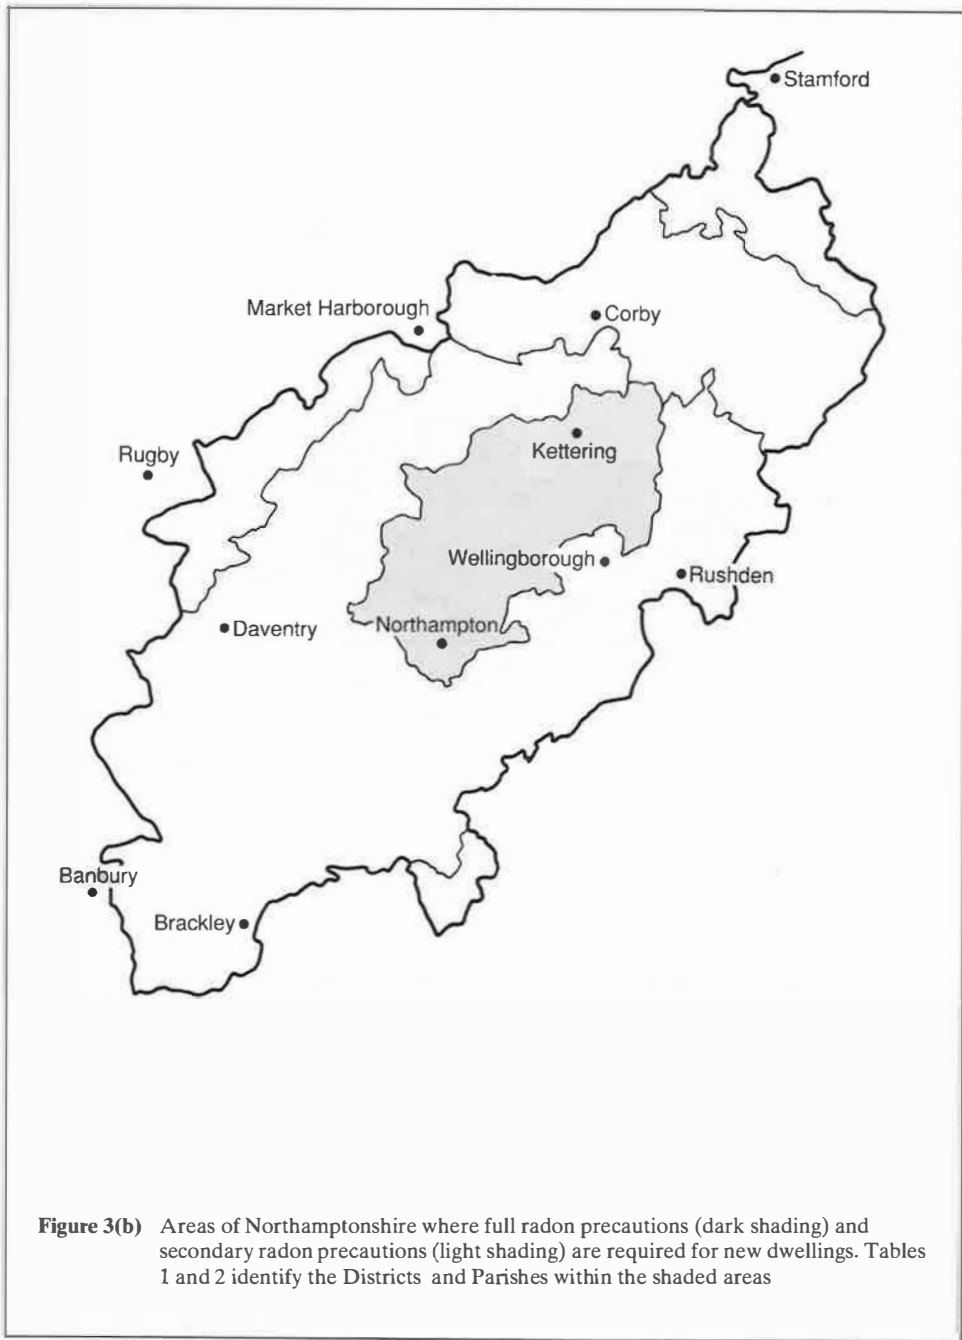 Stamford
Market Harborough
Corby
Rugby
Kettering
Wellingborough
Rushden
Daventry
Northampton
Banbury
Brackley
Figure 3(b) Areas of Northamptonshire where full radon precautions (dark shading) and
secondary radon precautions (light shading) are required for new dwellings. Tables
1 and 2 identify the Districts and Parishes within the shaded areas